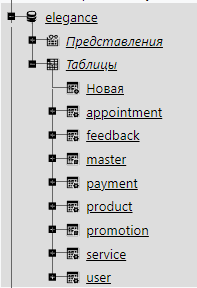 elegance
Представления
Таблицы
Новая
appointment
feedback
master
payment
product
promotion
service
user